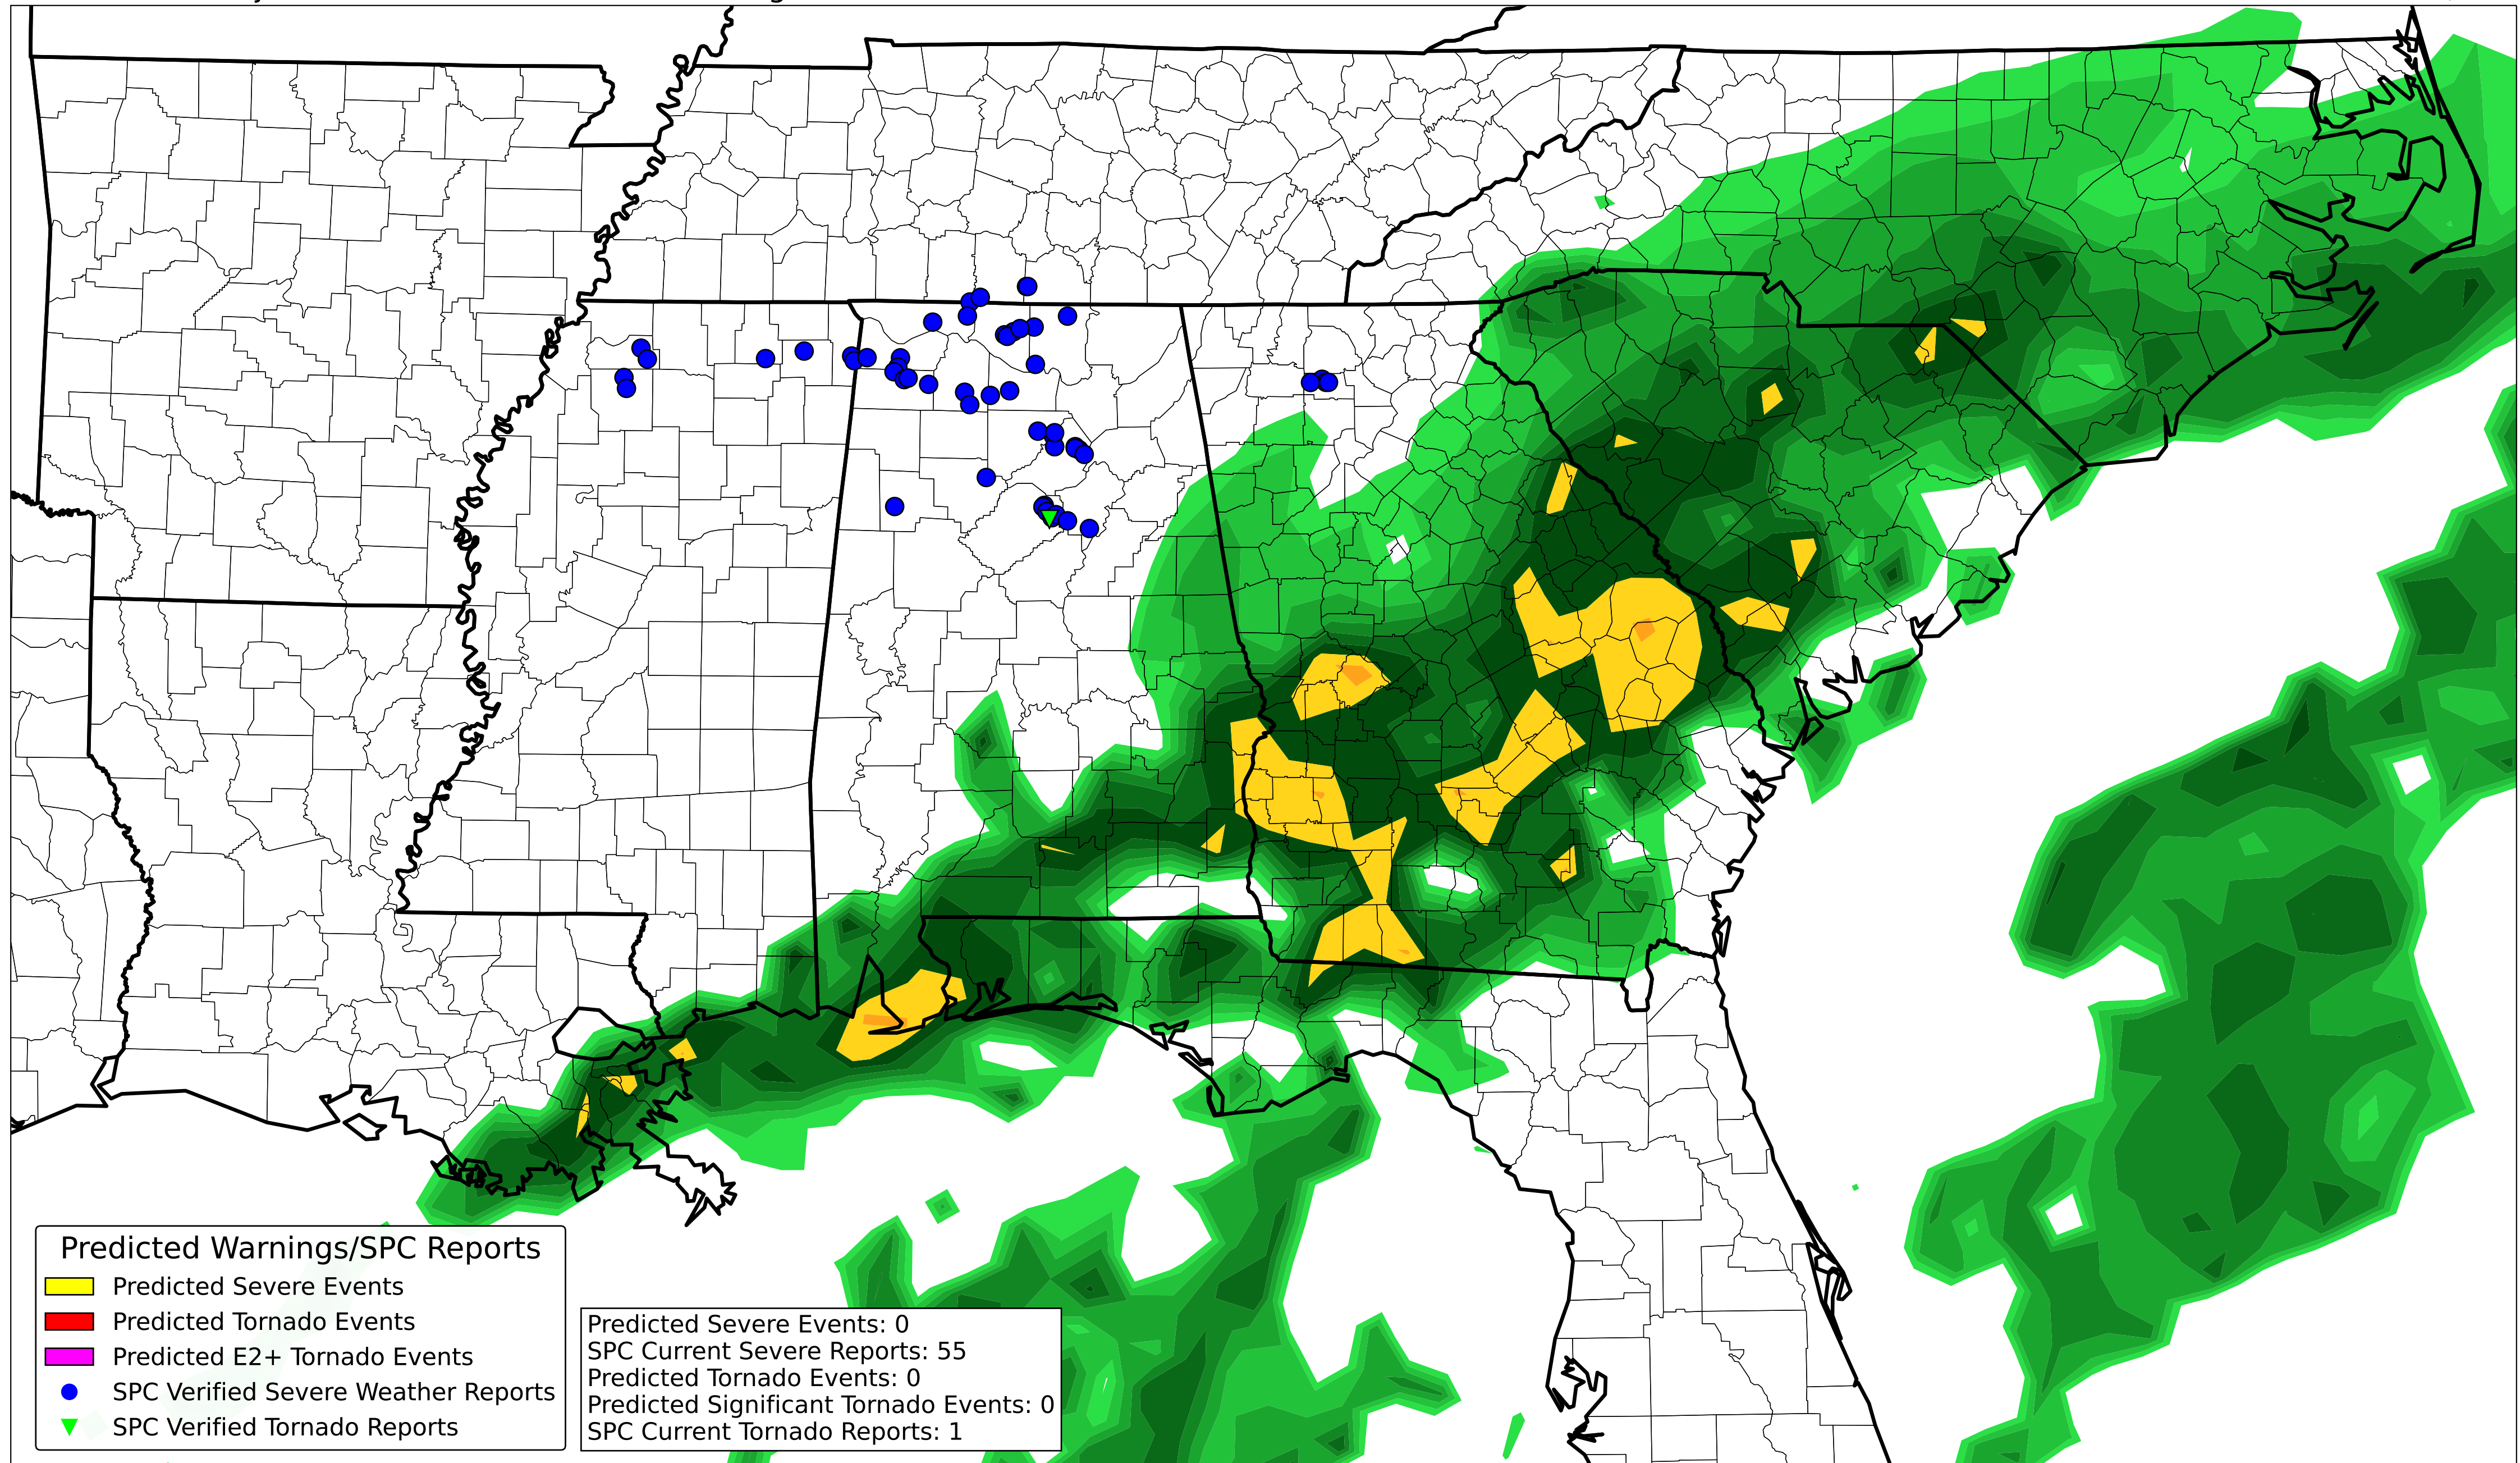 Predicted Warnings/SPC Reports
Predicted Severe Events
Predicted Tornado Events
Predicted E2+ Tornado Events
SPC Verified Severe Weather Reports
SPC Verified Tornado Reports
Predicted Severe Events: 0
SPC Current Severe Reports: 55
Predicted Tornado Events: 0
Predicted Significant Tornado Events: 0
SPC Current Tornado Reports: 1